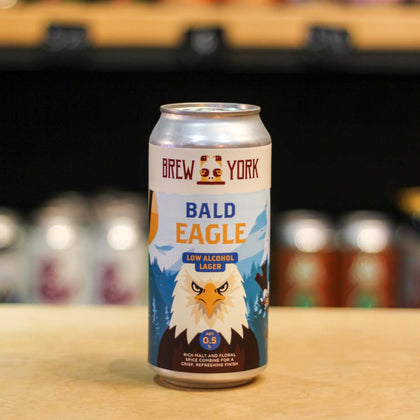 BREW YORK
BALD
EAGLE
LOW ALCOHOL
LAGER
ABV
0.5
%
RICH MALT AND FLORAL
SPICE COMBINE FOR A
CRISP, REFRESHING FINISH